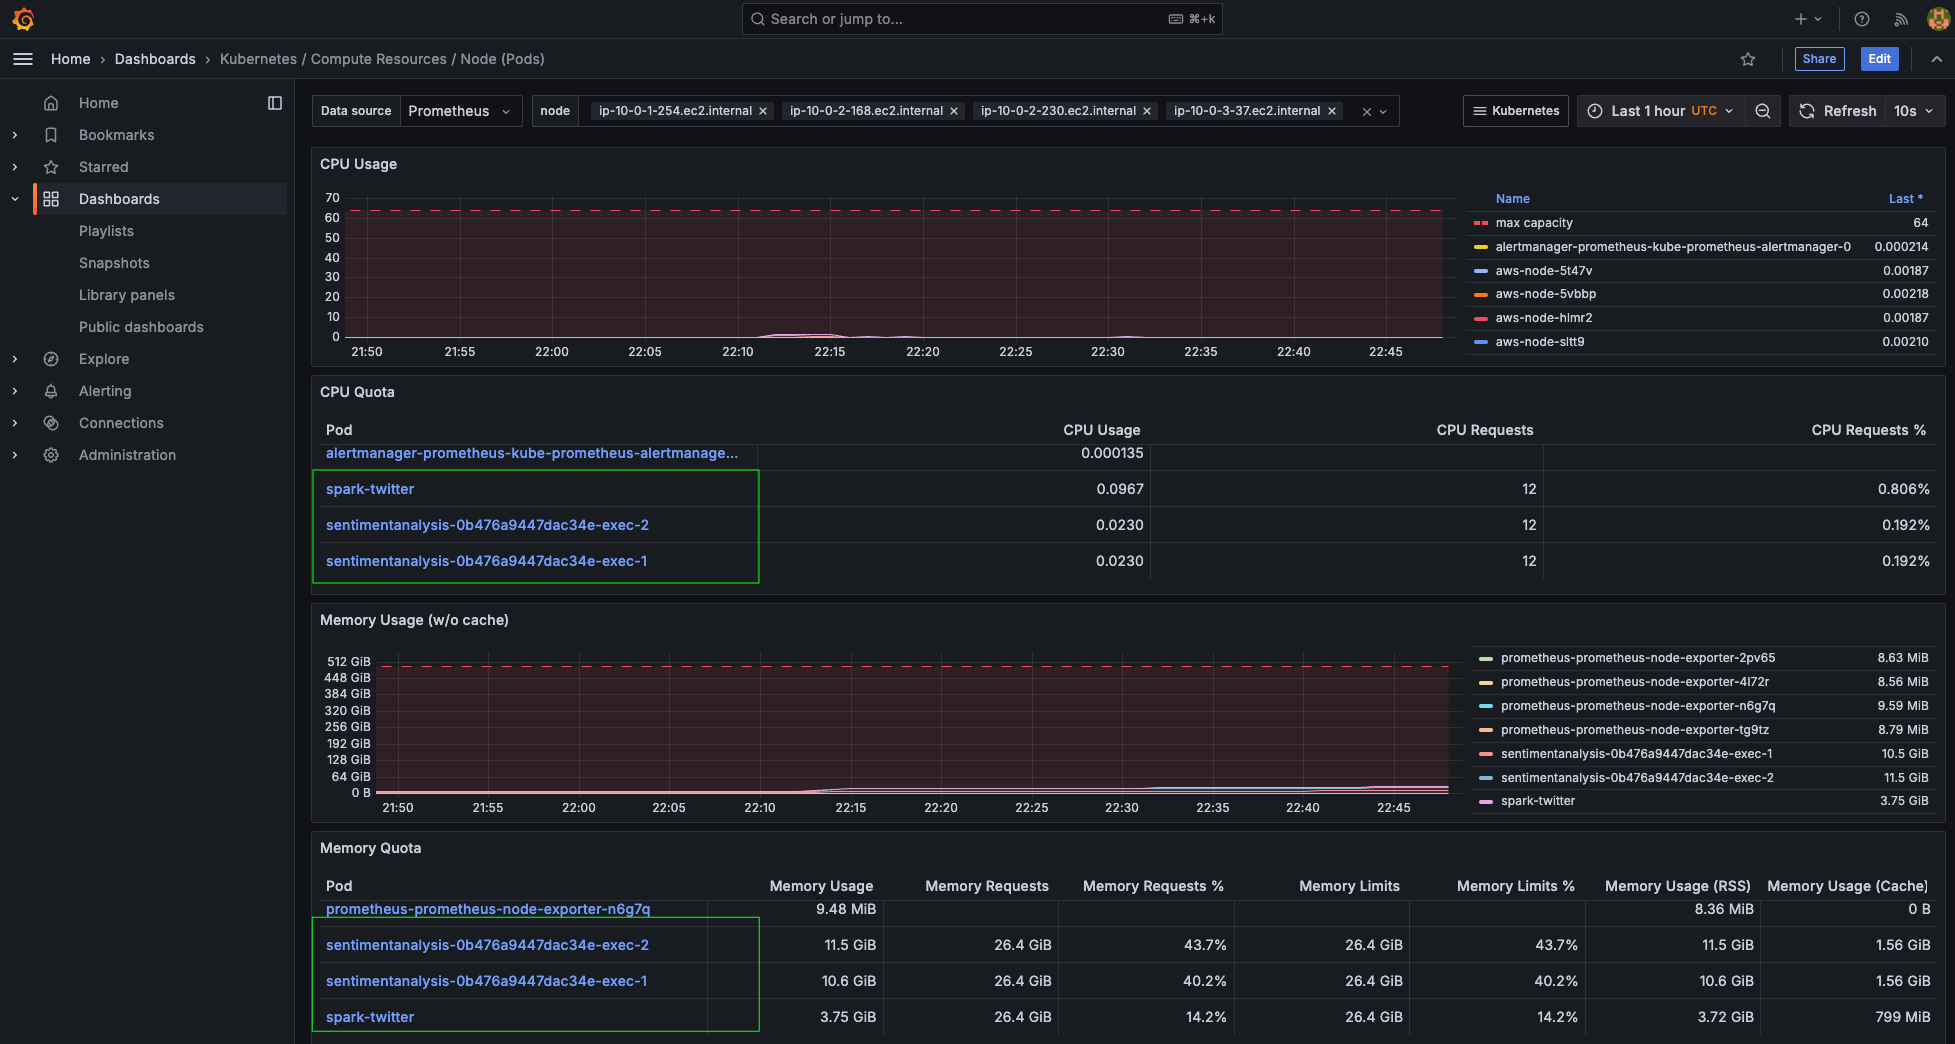 Search or jump to... ⌘+k
Home › Dashboards › Kubernetes / Compute Resources / Node (Pods) Share Edit
Home
Bookmarks
Starred
Dashboards
Playlists
Snapshots
Library panels
Public dashboards
Explore
Alerting
Connections
Administration
Data source Prometheus node ip-10-0-1-254.ec2.internal ip-10-0-2-168.ec2.internal ip-10-0-2-230.ec2.internal ip-10-0-3-37.ec2.internal Kubernetes Last 1 hour UTC Refresh 10s
CPU Usage
70
60
50
40
30
20
10
0
21:50 21:55 22:00 22:05 22:10 22:15 22:20 22:25 22:30 22:35 22:40 22:45
Name Last *
max capacity 64
alertmanager-prometheus-kube-prometheus-alertmanager-0 0.000214
aws-node-5t47v 0.00187
aws-node-5vbbp 0.00218
aws-node-hlmr2 0.00187
aws-node-sltt9 0.00210
CPU Quota
Pod CPU Usage CPU Requests CPU Requests %
alertmanager-prometheus-kube-prometheus-alertmanage... 0.000135
spark-twitter 0.0967 12 0.806%
sentimentanalysis-0b476a9447dac34e-exec-2 0.0230 12 0.192%
sentimentanalysis-0b476a9447dac34e-exec-1 0.0230 12 0.192%
Memory Usage (w/o cache)
512 GiB
448 GiB
384 GiB
320 GiB
256 GiB
192 GiB
128 GiB
64 GiB
0 B
21:50 21:55 22:00 22:05 22:10 22:15 22:20 22:25 22:30 22:35 22:40 22:45
prometheus-prometheus-node-exporter-2pv65 8.63 MiB
prometheus-prometheus-node-exporter-4l72r 8.56 MiB
prometheus-prometheus-node-exporter-n6g7q 9.59 MiB
prometheus-prometheus-node-exporter-tg9tz 8.79 MiB
sentimentanalysis-0b476a9447dac34e-exec-1 10.5 GiB
sentimentanalysis-0b476a9447dac34e-exec-2 11.5 GiB
spark-twitter 3.75 GiB
Memory Quota
Pod Memory Usage Memory Requests Memory Requests % Memory Limits Memory Limits % Memory Usage (RSS) Memory Usage (Cache)
prometheus-prometheus-node-exporter-n6g7q 9.48 MiB 8.36 MiB 0 B
sentimentanalysis-0b476a9447dac34e-exec-2 11.5 GiB 26.4 GiB 43.7% 26.4 GiB 43.7% 11.5 GiB 1.56 GiB
sentimentanalysis-0b476a9447dac34e-exec-1 10.6 GiB 26.4 GiB 40.2% 26.4 GiB 40.2% 10.6 GiB 1.56 GiB
spark-twitter 3.75 GiB 26.4 GiB 14.2% 26.4 GiB 14.2% 3.72 GiB 799 MiB